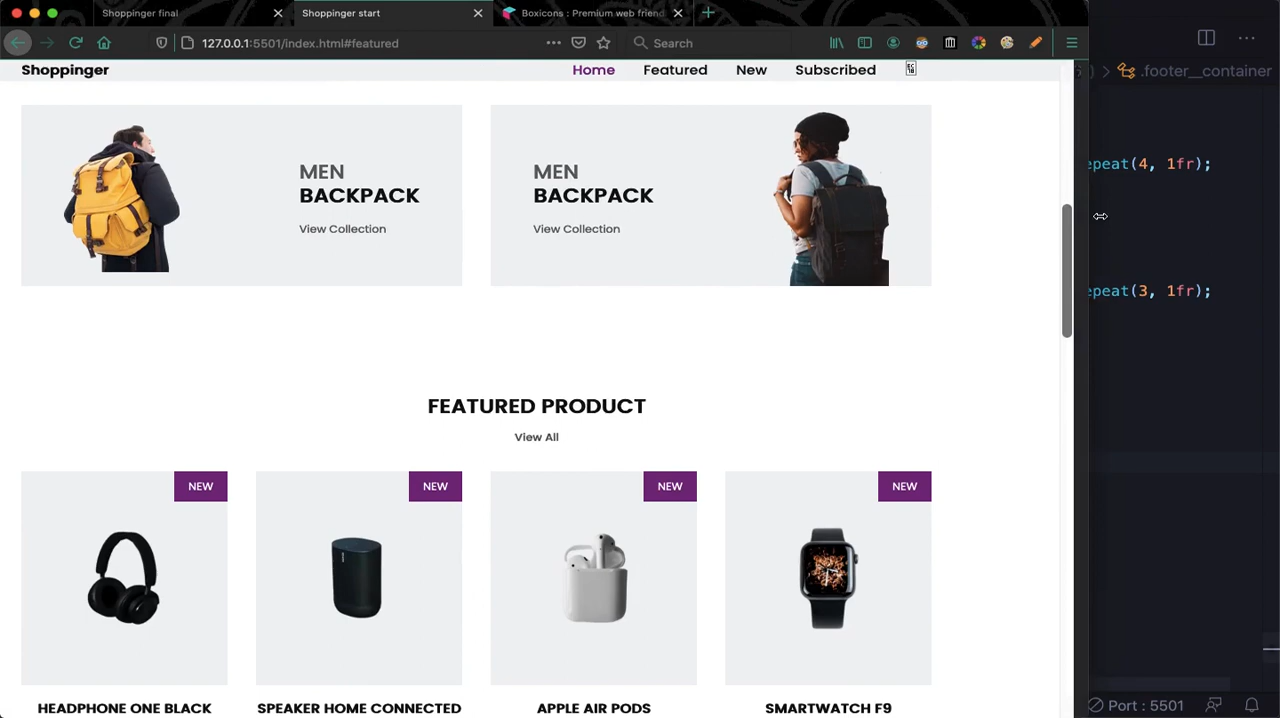 Shoppinger final
Shoppinger start
Boxicons : Premium web friend
127.0.0.1:5501/index.html#featured
Search
.footer__container
Shoppinger
Home
Featured
New
Subscribed
MEN
BACKPACK
View Collection
MEN
BACKPACK
View Collection
epeat(4, 1fr);
epeat(3, 1fr);
FEATURED PRODUCT
View All
NEW
NEW
NEW
NEW
HEADPHONE ONE BLACK
SPEAKER HOME CONNECTED
APPLE AIR PODS
SMARTWATCH F9
Port : 5501